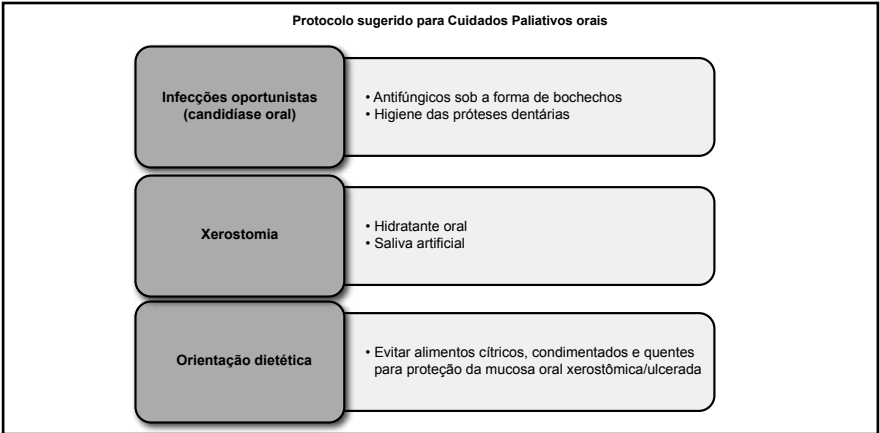 Protocolo sugerido para Cuidados Paliativos orais
Infecções oportunistas
(candidíase oral)
• Antifúngicos sob a forma de bochechos
• Higiene das próteses dentárias
Xerostomia
• Hidratante oral
• Saliva artificial
Orientação dietética
• Evitar alimentos cítricos, condimentados e quentes
para proteção da mucosa oral xerostômica/ulcerada